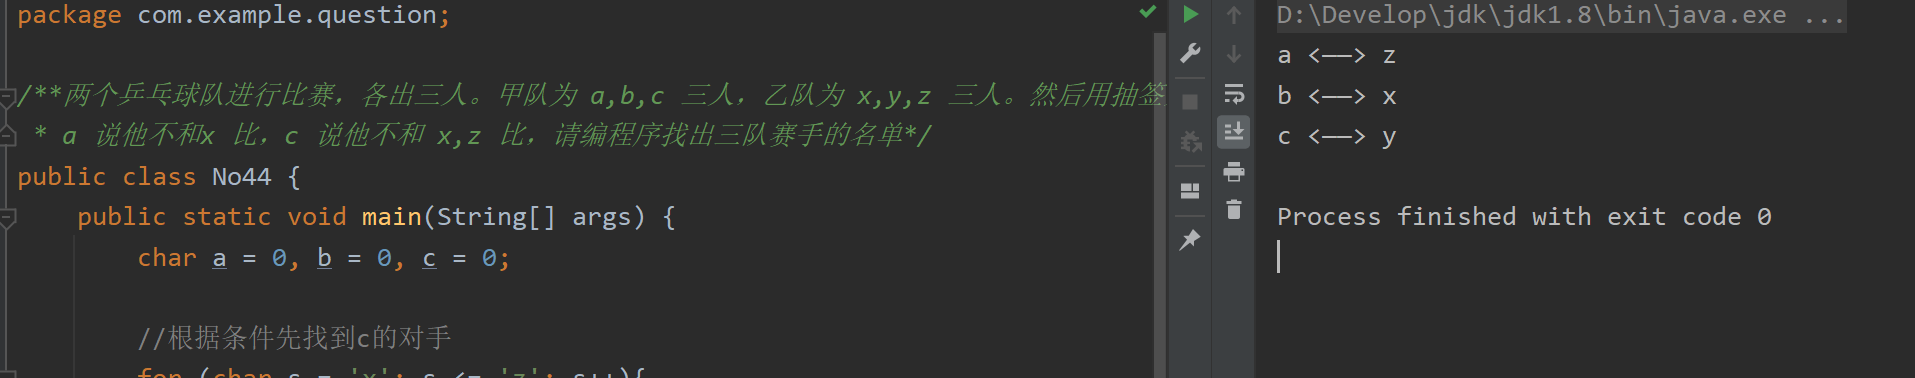 package com.example.question;
/**两个乒乓球队进行比赛，各出三人。甲队为 a,b,c 三人，乙队为 x,y,z 三人。然后用抽签
 * a 说他不和x 比，c 说他不和 x,z 比，请编程序找出三队赛手的名单*/
public class No44 {
public static void main(String[] args) {
char a = 0, b = 0, c = 0;
//根据条件先找到c的对手
for (char s = 'x'; s <= 'z'; s++){
D:\Develop\jdk\jdk1.8\bin\java.exe ...
a <——> z
b <——> x
c <——> y
Process finished with exit code 0